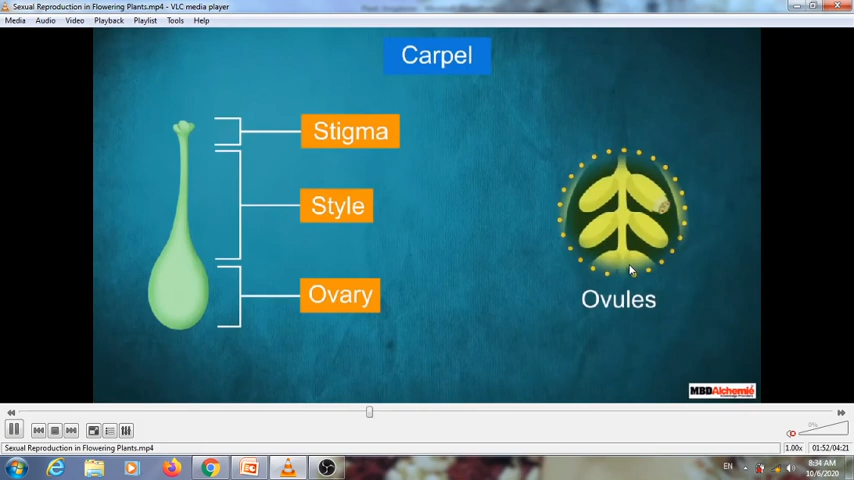 Sexual Reproduction in Flowering Plants.mp4 - VLC media player
Media Audio Video Playback Playlist Tools Help
Carpel
Stigma
Style
Ovary
Ovules
MBDAlchemie
0%
Sexual Reproduction in Flowering Plants.mp4
1.00x 01:52/04:21
EN
8:34 AM
10/6/2020